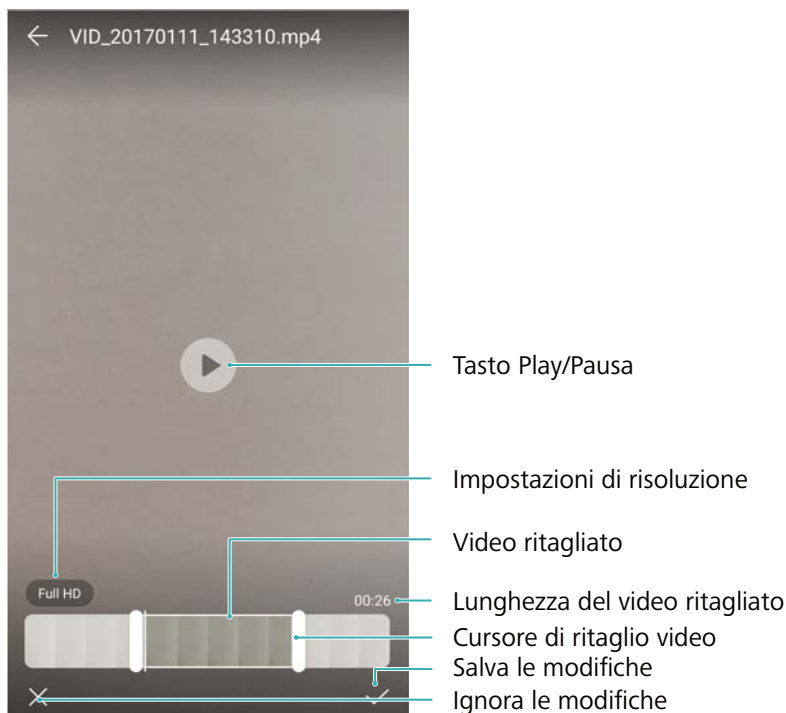 VID_20170111_143310.mp4
Tasto Play/Pausa
Impostazioni di risoluzione
Video ritagliato
Full HD
00:26
Lunghezza del video ritagliato
Cursore di ritaglio video
Salva le modifiche
Ignora le modifiche